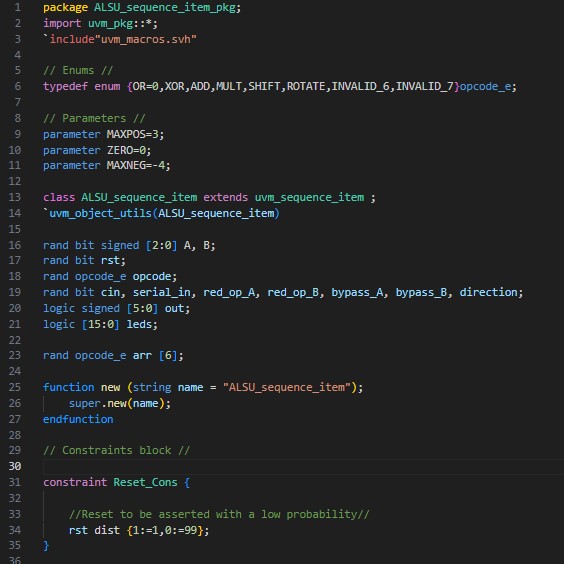 1 package ALSU_sequence_item_pkg;
2 import uvm_pkg::*;
3 `include"uvm_macros.svh"
4
5 // Enums //
6 typedef enum {OR=0,XOR,ADD,MULT,SHIFT,ROTATE,INVALID_6,INVALID_7}opcode_e;
7
8 // Parameters //
9 parameter MAXPOS=3;
10 parameter ZERO=0;
11 parameter MAXNEG=-4;
12
13 class ALSU_sequence_item extends uvm_sequence_item ;
14 `uvm_object_utils(ALSU_sequence_item)
15
16 rand bit signed [2:0] A, B;
17 rand bit rst;
18 rand opcode_e opcode;
19 rand bit cin, serial_in, red_op_A, red_op_B, bypass_A, bypass_B, direction;
20 logic signed [5:0] out;
21 logic [15:0] leds;
22
23 rand opcode_e arr [6];
24
25 function new (string name = "ALSU_sequence_item");
26     super.new(name);
27 endfunction
28
29 // Constraints block //
30
31 constraint Reset_Cons {
32
33     //Reset to be asserted with a low probability//
34     rst dist {1:=1,0:=99};
35 }
36